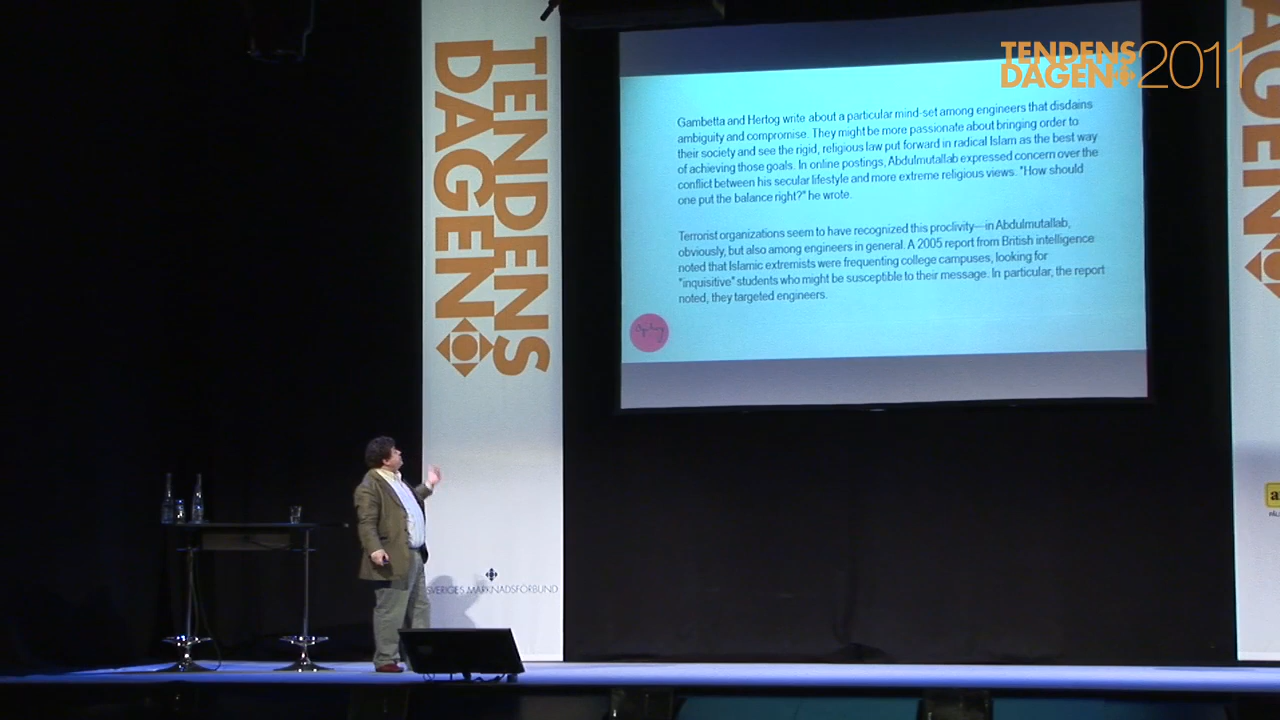 TENDENS
DAGEN
TENDENS
DAGEN 2011
AGEN
Gambetta and Hertog write about a particular mind-set among engineers that disdains
ambiguity and compromise. They might be more passionate about bringing order to
their society and see the rigid, religious law put forward in radical Islam as the best way
of achieving those goals. In online postings, Abdulmutallab expressed concern over the
conflict between his secular lifestyle and more extreme religious views. "How should
one put the balance right?" he wrote.
Terrorist organizations seem to have recognized this proclivity—in Abdulmutallab,
obviously, but also among engineers in general. A 2005 report from British intelligence
noted that Islamic extremists were frequenting college campuses, looking for
"inquisitive" students who might be susceptible to their message. In particular, the report
noted, they targeted engineers.
SVERIGES MARKNADSFÖRBUND